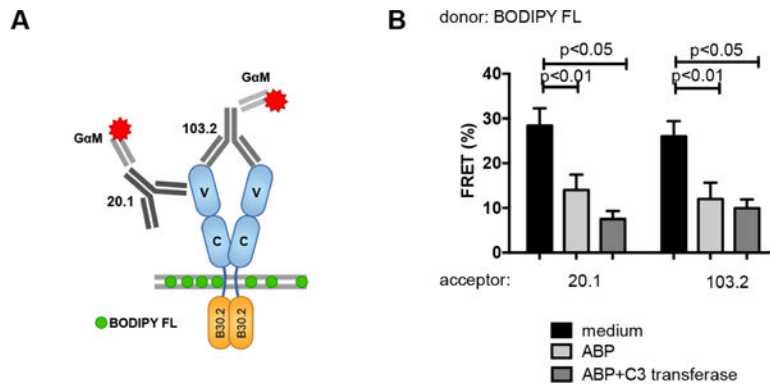 A
GαM
103.2
GαM
20.1
V
V
C
C
BODIPY FL
B30.2
B30.2
B
donor: BODIPY FL
p<0.05
p<0.01
p<0.05
p<0.01
FRET (%)
40
30
20
10
0
acceptor:
20.1
103.2
medium
ABP
ABP+C3 transferase